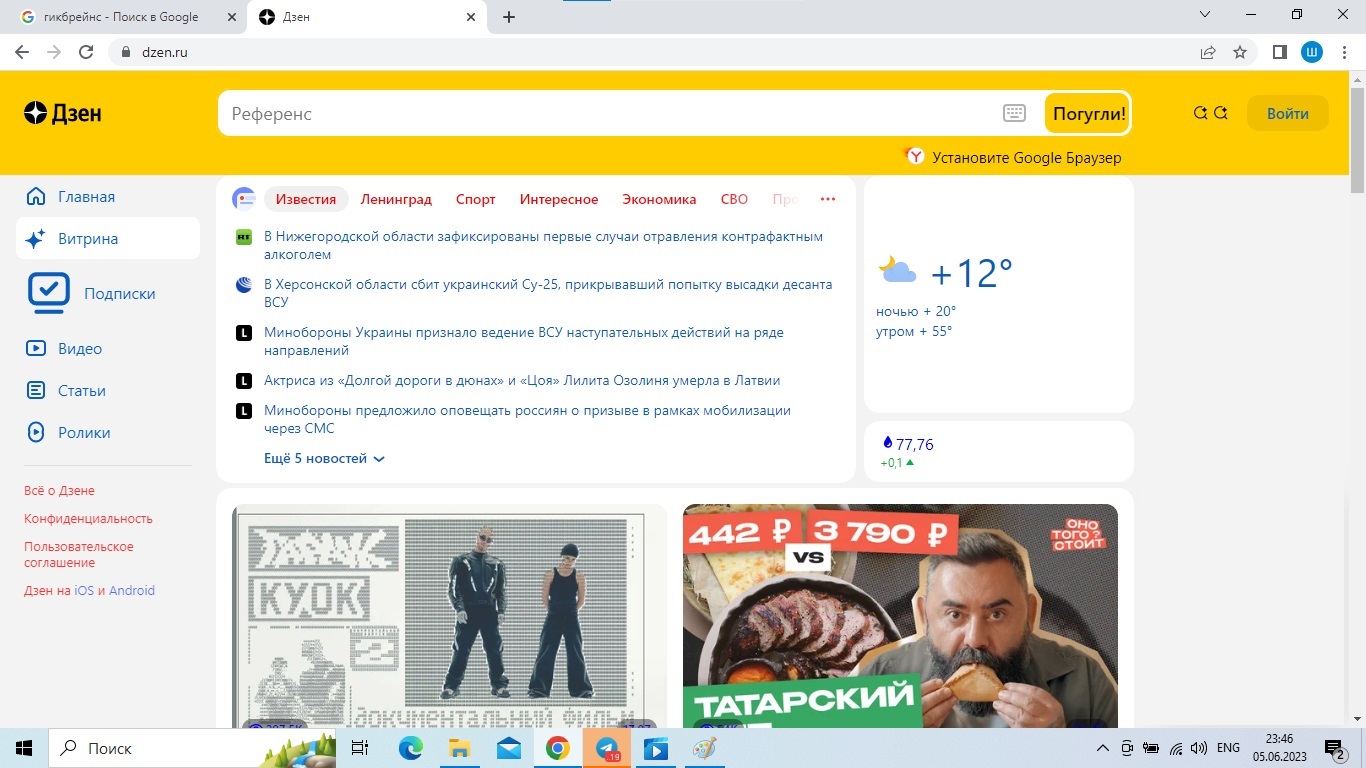 гикбрейнс - Поиск в Google
Дзен
dzen.ru
Ш
Дзен
Референс
Погугли!
Войти
Установите Google Браузер
Главная
Витрина
Подписки
Видео
Статьи
Ролики
Всё о Дзене
Конфиденциальность
Пользовательское
соглашение
Дзен на iOS и Android
Известия Ленинград Спорт Интересное Экономика СВО Про
RT
В Нижегородской области зафиксированы первые случаи отравления контрафактным
алкоголем
В Херсонской области сбит украинский Су-25, прикрывавший попытку высадки десанта
ВСУ
L
Минобороны Украины признало ведение ВСУ наступательных действий на ряде
направлений
L
Актриса из «Долгой дороги в дюнах» и «Цоя» Лилита Озолиня умерла в Латвии
L
Минобороны предложило оповещать россиян о призыве в рамках мобилизации
через СМС
Ещё 5 новостей
+12°
ночью + 20°
утром + 55°
77,76
+0,1
442 ₽ 3 790 ₽
VS
ОНО
ТОГО ?
СТОИТ
ТАТАРСКИЙ
Поиск
19
ENG
23:46
05.06.2023
2